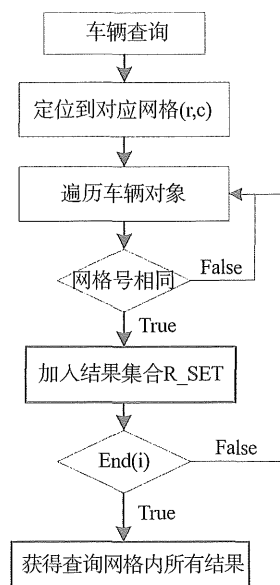 车辆查询
定位到对应网格(r,c)
遍历车辆对象
网格号相同
False
True
加入结果集合R_SET
End(i)
False
True
获得查询网格内所有结果